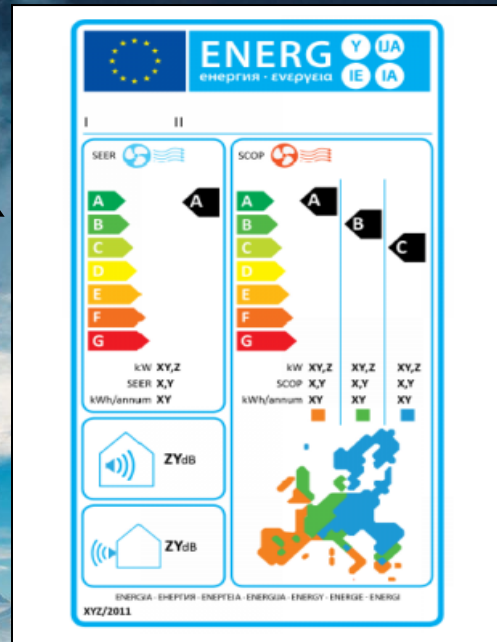 ENERG Y IJA
енергия · ενεργεια IE IA
I II
SEER
A A
B
C
D
E
F
G
kW XY,Z
SEER X,Y
kWh/annum XY
SCOP
A A
B B
C C
D
E
F
G
kW XY,Z XY,Z XY,Z
SCOP X,Y X,Y X,Y
kWh/annum XY XY XY
ZYdB
ZYdB
ENERGIA · ЕНЕРГИЯ · ΕΝΕΡΓΕΙΑ · ENERGIJA · ENERGY · ENERGIE · ENERGI
XYZ/2011